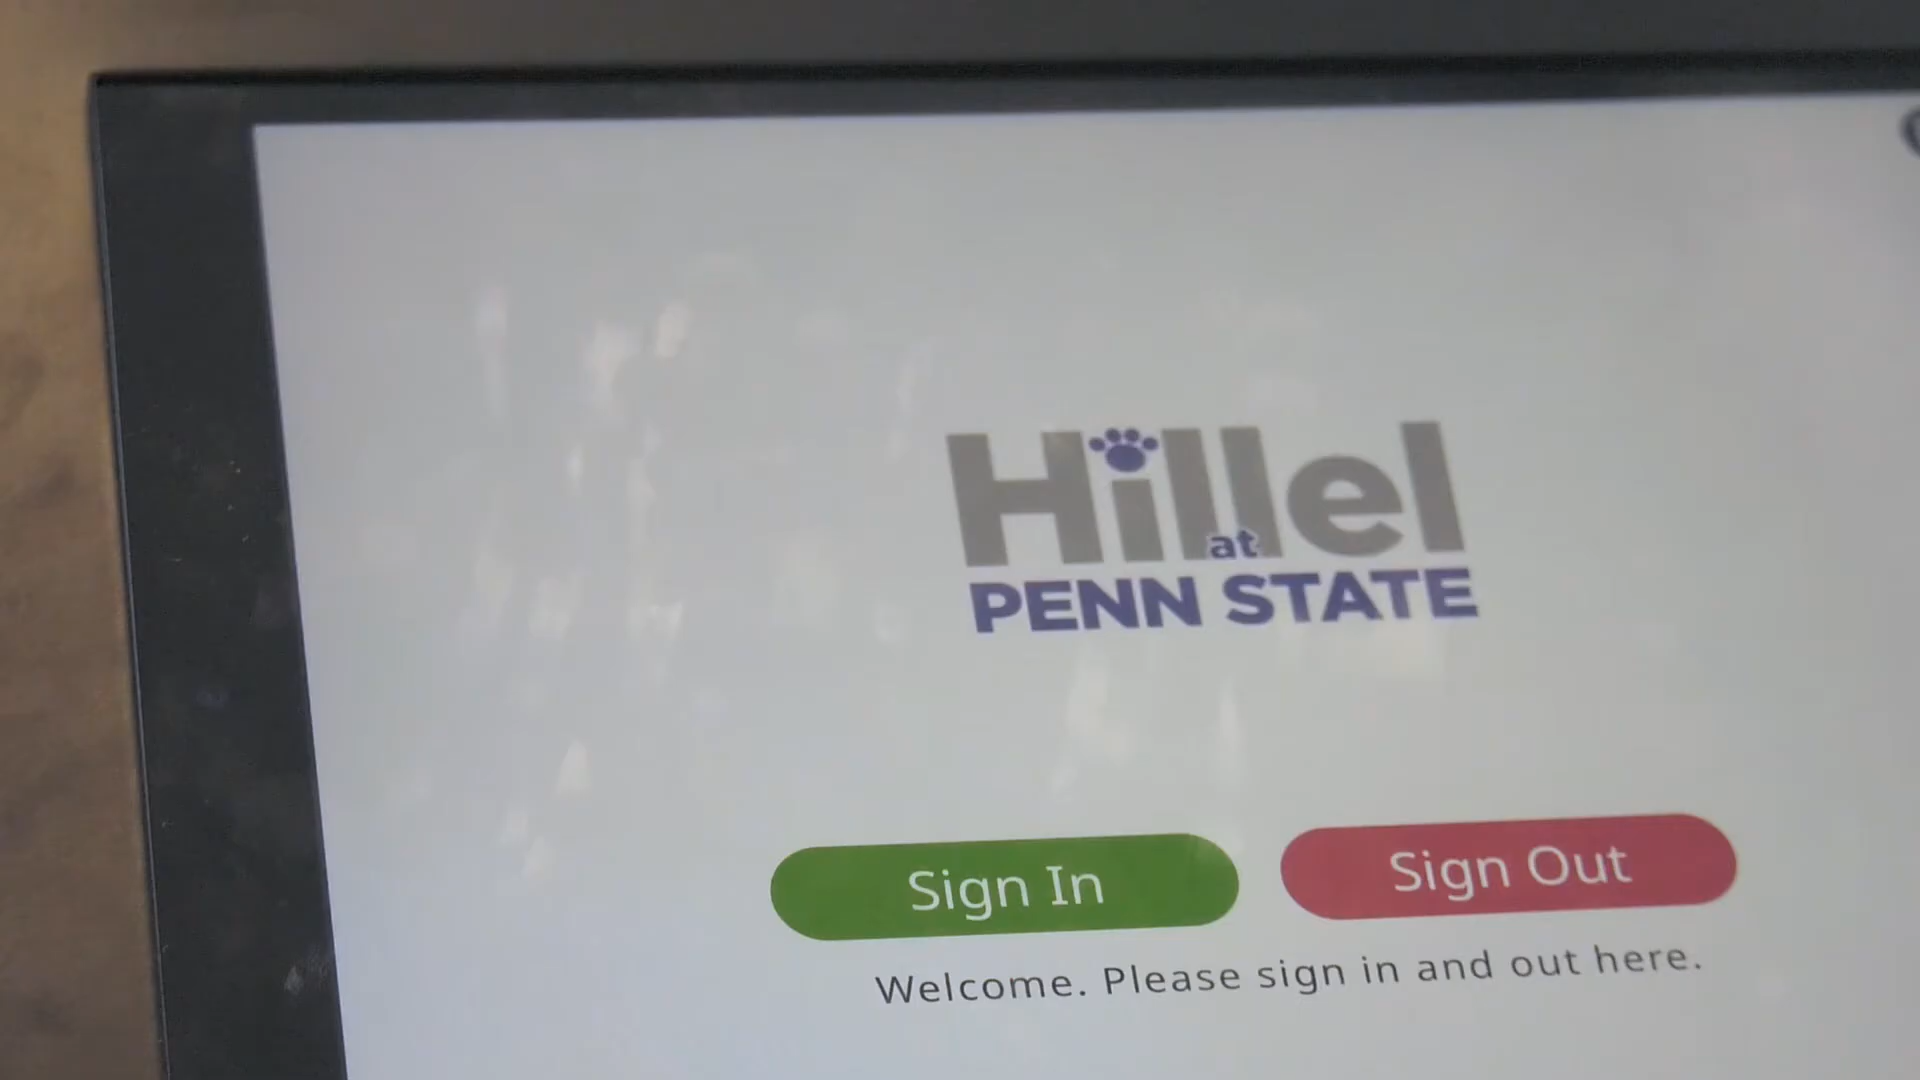 Hillel
at
PENN STATE
Sign In
Sign Out
Welcome. Please sign in and out here.